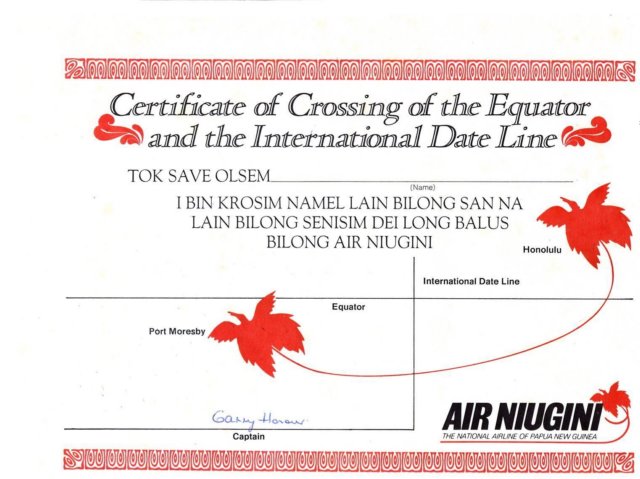 Certificate of Crossing of the Equator
and the International Date Line
TOK SAVE OLSEM
(Name)
I BIN KROSIM NAMEL LAIN BILONG SAN NA
LAIN BILONG SENISIM DEI LONG BALUS
BILONG AIR NIUGINI
Honolulu
International Date Line
Equator
Port Moresby
Garry
Captain
AIR NIUGINI
THE NATIONAL AIRLINE OF PAPUA NEW GUINEA